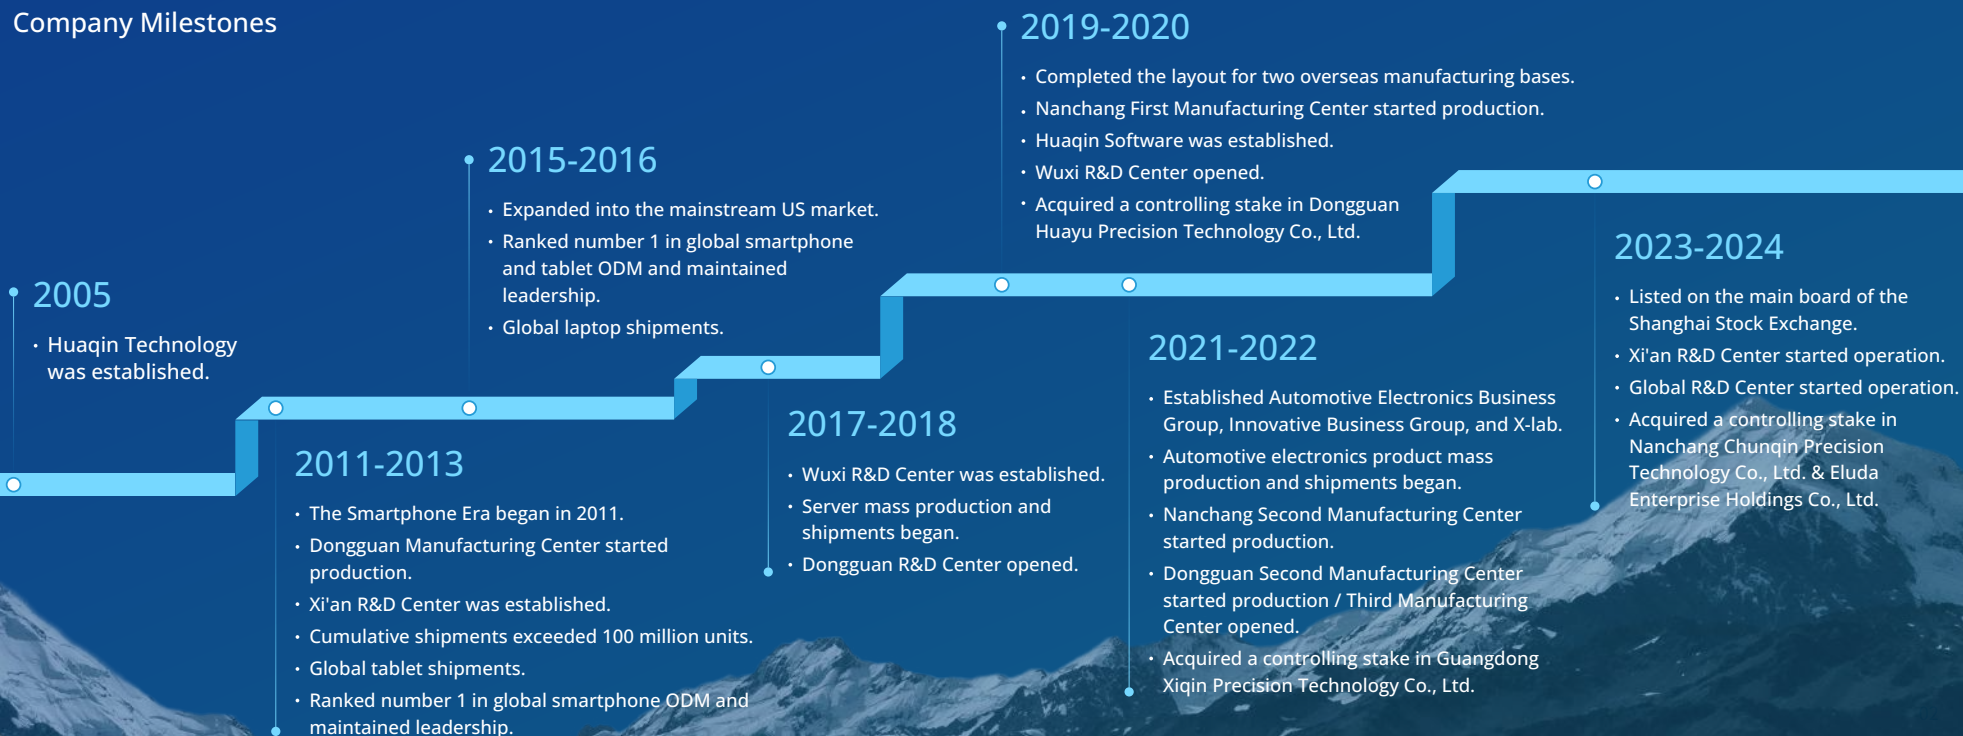 Company Milestones
2005
• Huaqin Technology
was established.
2011-2013
• The Smartphone Era began in 2011.
• Dongguan Manufacturing Center started
production.
• Xi'an R&D Center was established.
• Cumulative shipments exceeded 100 million units.
• Global tablet shipments.
• Ranked number 1 in global smartphone ODM and
maintained leadership.
2015-2016
• Expanded into the mainstream US market.
• Ranked number 1 in global smartphone
and tablet ODM and maintained
leadership.
• Global laptop shipments.
2017-2018
• Wuxi R&D Center was established.
• Server mass production and
shipments began.
• Dongguan R&D Center opened.
2019-2020
• Completed the layout for two overseas manufacturing bases.
• Nanchang First Manufacturing Center started production.
• Huaqin Software was established.
• Wuxi R&D Center opened.
• Acquired a controlling stake in Dongguan
Huayu Precision Technology Co., Ltd.
2021-2022
• Established Automotive Electronics Business
Group, Innovative Business Group, and X-lab.
• Automotive electronics product mass
production and shipments began.
• Nanchang Second Manufacturing Center
started production.
• Dongguan Second Manufacturing Center
started production / Third Manufacturing
Center opened.
• Acquired a controlling stake in Guangdong
Xiqin Precision Technology Co., Ltd.
2023-2024
• Listed on the main board of the
Shanghai Stock Exchange.
• Xi'an R&D Center started operation.
• Global R&D Center started operation.
• Acquired a controlling stake in
Nanchang Chunqin Precision
Technology Co., Ltd. & Eluda
Enterprise Holdings Co., Ltd.